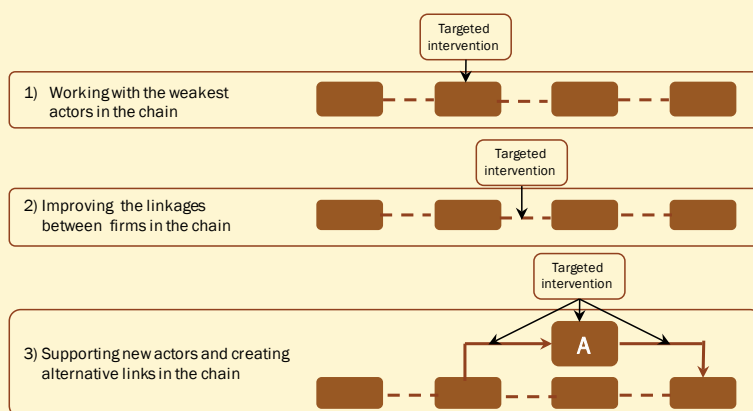 Targeted
intervention
1) Working with the weakest
actors in the chain
Targeted
intervention
2) Improving the linkages
between firms in the chain
Targeted
intervention
A
3) Supporting new actors and creating
alternative links in the chain